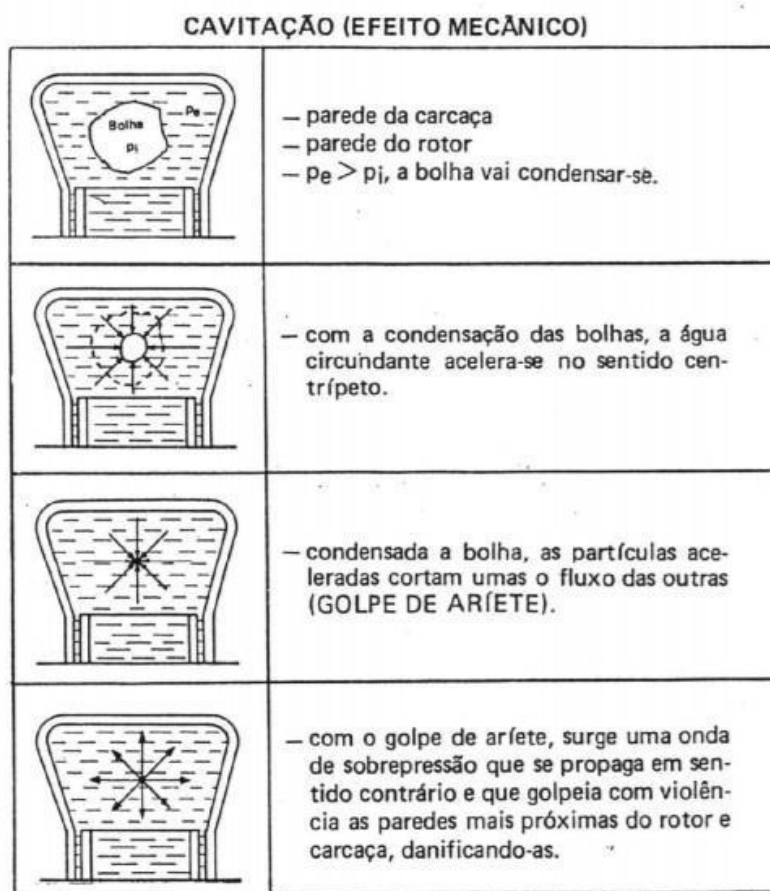 CAVITAÇÃO (EFEITO MECÂNICO)
Bolha
pi
pe
– parede da carcaça
– parede do rotor
– pe > pi, a bolha vai condensar-se.
– com a condensação das bolhas, a água
circundante acelera-se no sentido cen-
trípeto.
– condensada a bolha, as partículas ace-
leradas cortam umas o fluxo das outras
(GOLPE DE ARÍETE).
– com o golpe de aríete, surge uma onda
de sobrepressão que se propaga em sen-
tido contrário e que golpeia com violên-
cia as paredes mais próximas do rotor e
carcaça, danificando-as.